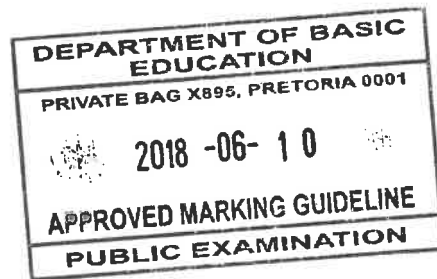 DEPARTMENT OF BASIC
EDUCATION
PRIVATE BAG X895, PRETORIA 0001
2018 -06- 10
APPROVED MARKING GUIDELINE
PUBLIC EXAMINATION